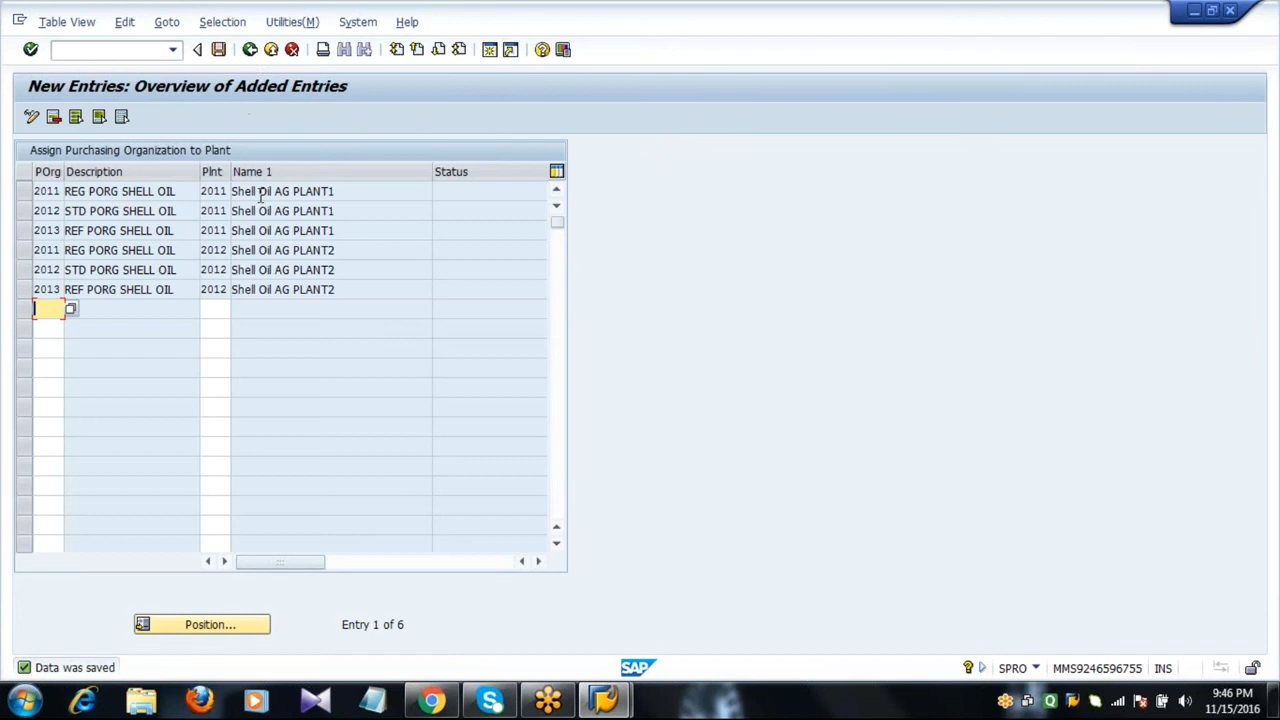 Table View Edit Goto Selection Utilities(M) System Help
New Entries: Overview of Added Entries
Assign Purchasing Organization to Plant
POrg Description Plnt Name 1 Status
2011 REG PORG SHELL OIL 2011 Shell Oil AG PLANT1
2012 STD PORG SHELL OIL 2011 Shell Oil AG PLANT1
2013 REF PORG SHELL OIL 2011 Shell Oil AG PLANT1
2011 REG PORG SHELL OIL 2012 Shell Oil AG PLANT2
2012 STD PORG SHELL OIL 2012 Shell Oil AG PLANT2
2013 REF PORG SHELL OIL 2012 Shell Oil AG PLANT2
Position... Entry 1 of 6
Data was saved SAP SPRO MMS9246596755 INS
9:46 PM
11/15/2016